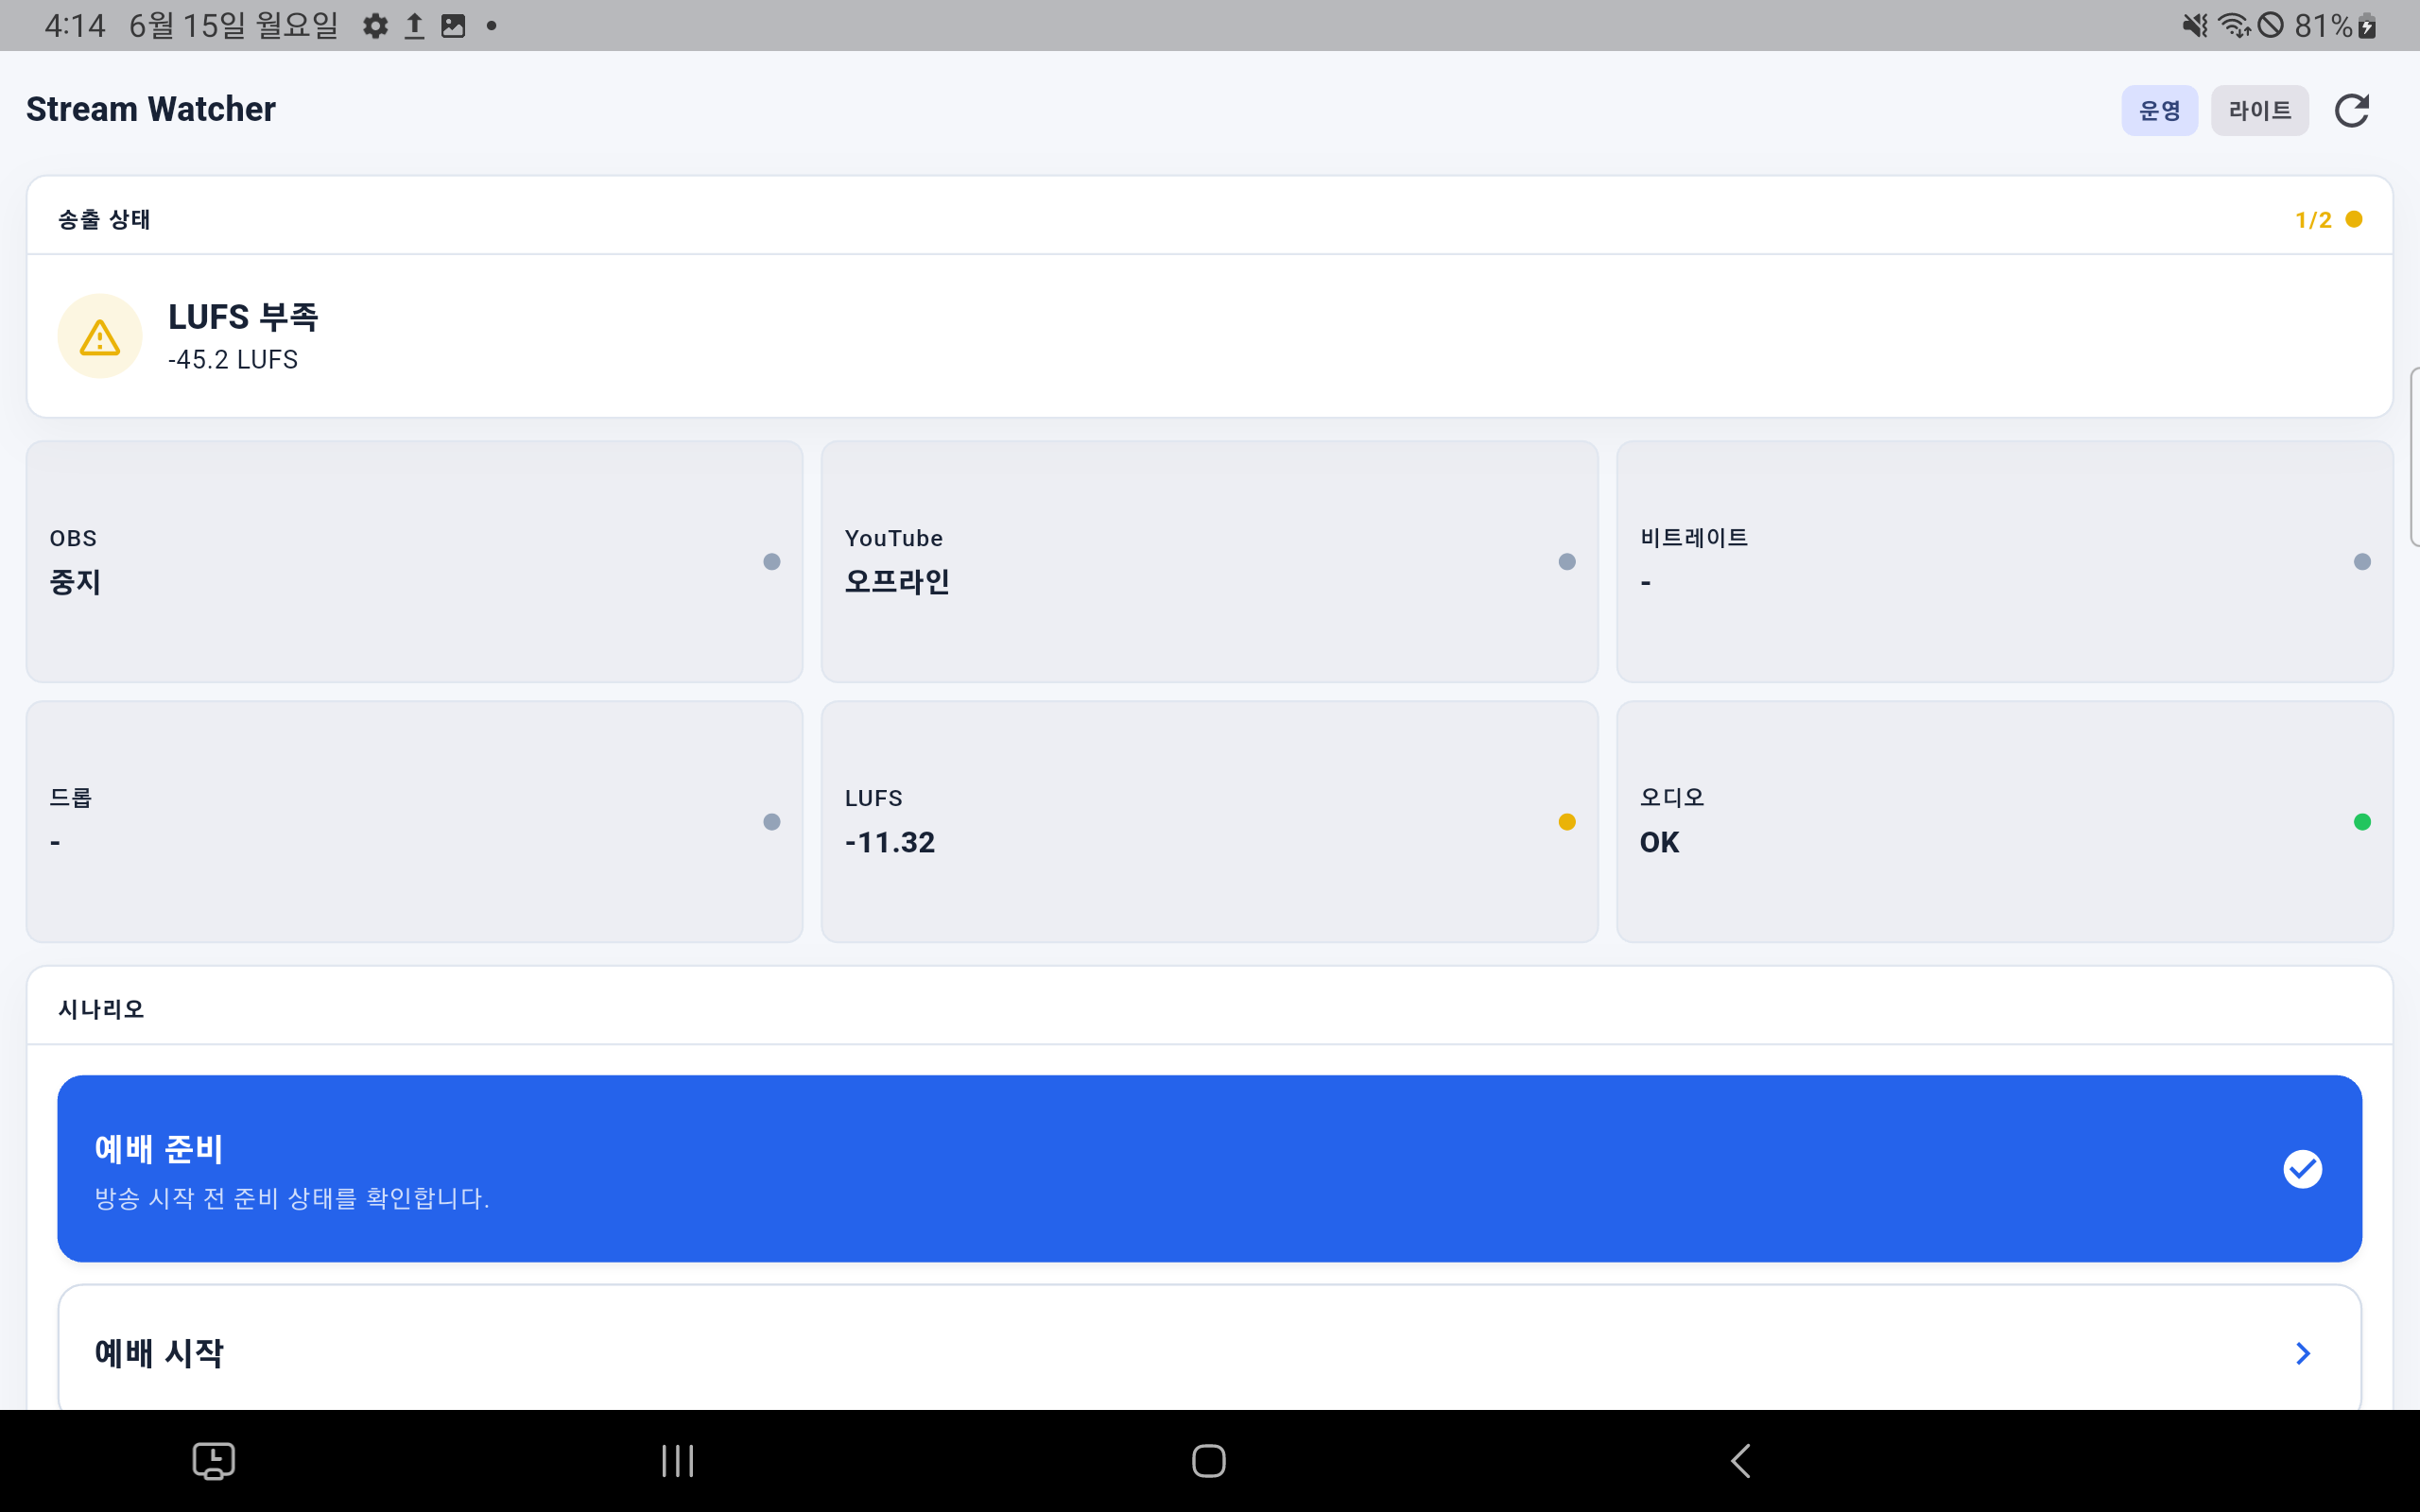 4:14 6월 15일 월요일
81%
Stream Watcher
운영 라이트
송출 상태
1/2
LUFS 부족
-45.2 LUFS
OBS
중지
YouTube
오프라인
비트레이트
-
드롭
-
LUFS
-11.32
오디오
OK
시나리오
예배 준비
방송 시작 전 준비 상태를 확인합니다.
예배 시작